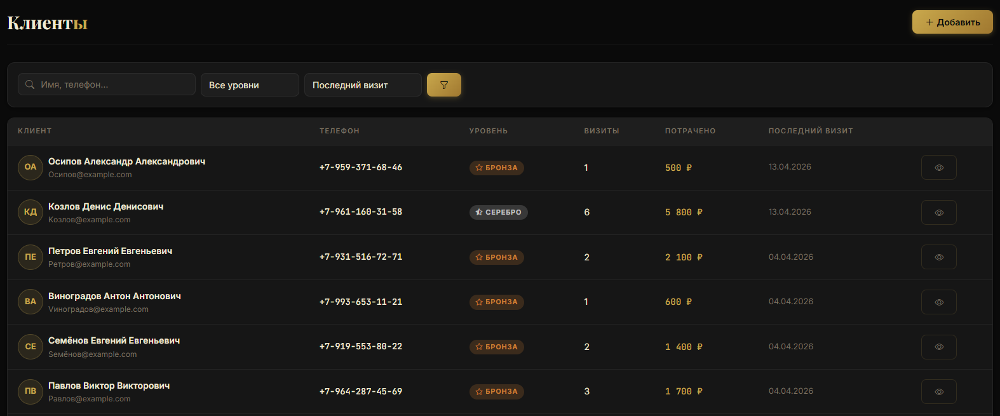 Клиенты
+ Добавить
Имя, телефон...
Все уровни
Последний визит
КЛИЕНТ ТЕЛЕФОН УРОВЕНЬ ВИЗИТЫ ПОТРАЧЕНО ПОСЛЕДНИЙ ВИЗИТ
ОА Осипов Александр Александрович +7-959-371-68-46 БРОНЗА 1 500 ₽ 13.04.2026
Осипов@example.com
КД Козлов Денис Денисович +7-961-160-31-58 СЕРЕБРО 6 5 800 ₽ 13.04.2026
Козлов@example.com
ПЕ Петров Евгений Евгеньевич +7-931-516-72-71 БРОНЗА 2 2 100 ₽ 04.04.2026
Petров@example.com
ВА Виноградов Антон Антонович +7-993-653-11-21 БРОНЗА 1 600 ₽ 04.04.2026
Vиноградов@example.com
СЕ Семёнов Евгений Евгеньевич +7-919-553-80-22 БРОНЗА 2 1 400 ₽ 04.04.2026
Sемёнов@example.com
ПВ Павлов Виктор Викторович +7-964-287-45-69 БРОНЗА 3 1 700 ₽ 04.04.2026
Pавлов@example.com